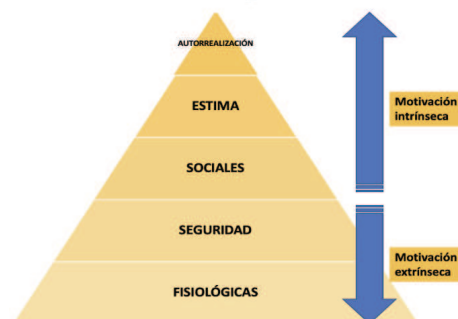 AUTORREALIZACIÓN
ESTIMA
SOCIALES
SEGURIDAD
FISIOLÓGICAS
Motivación
intrínseca
Motivación
extrínseca